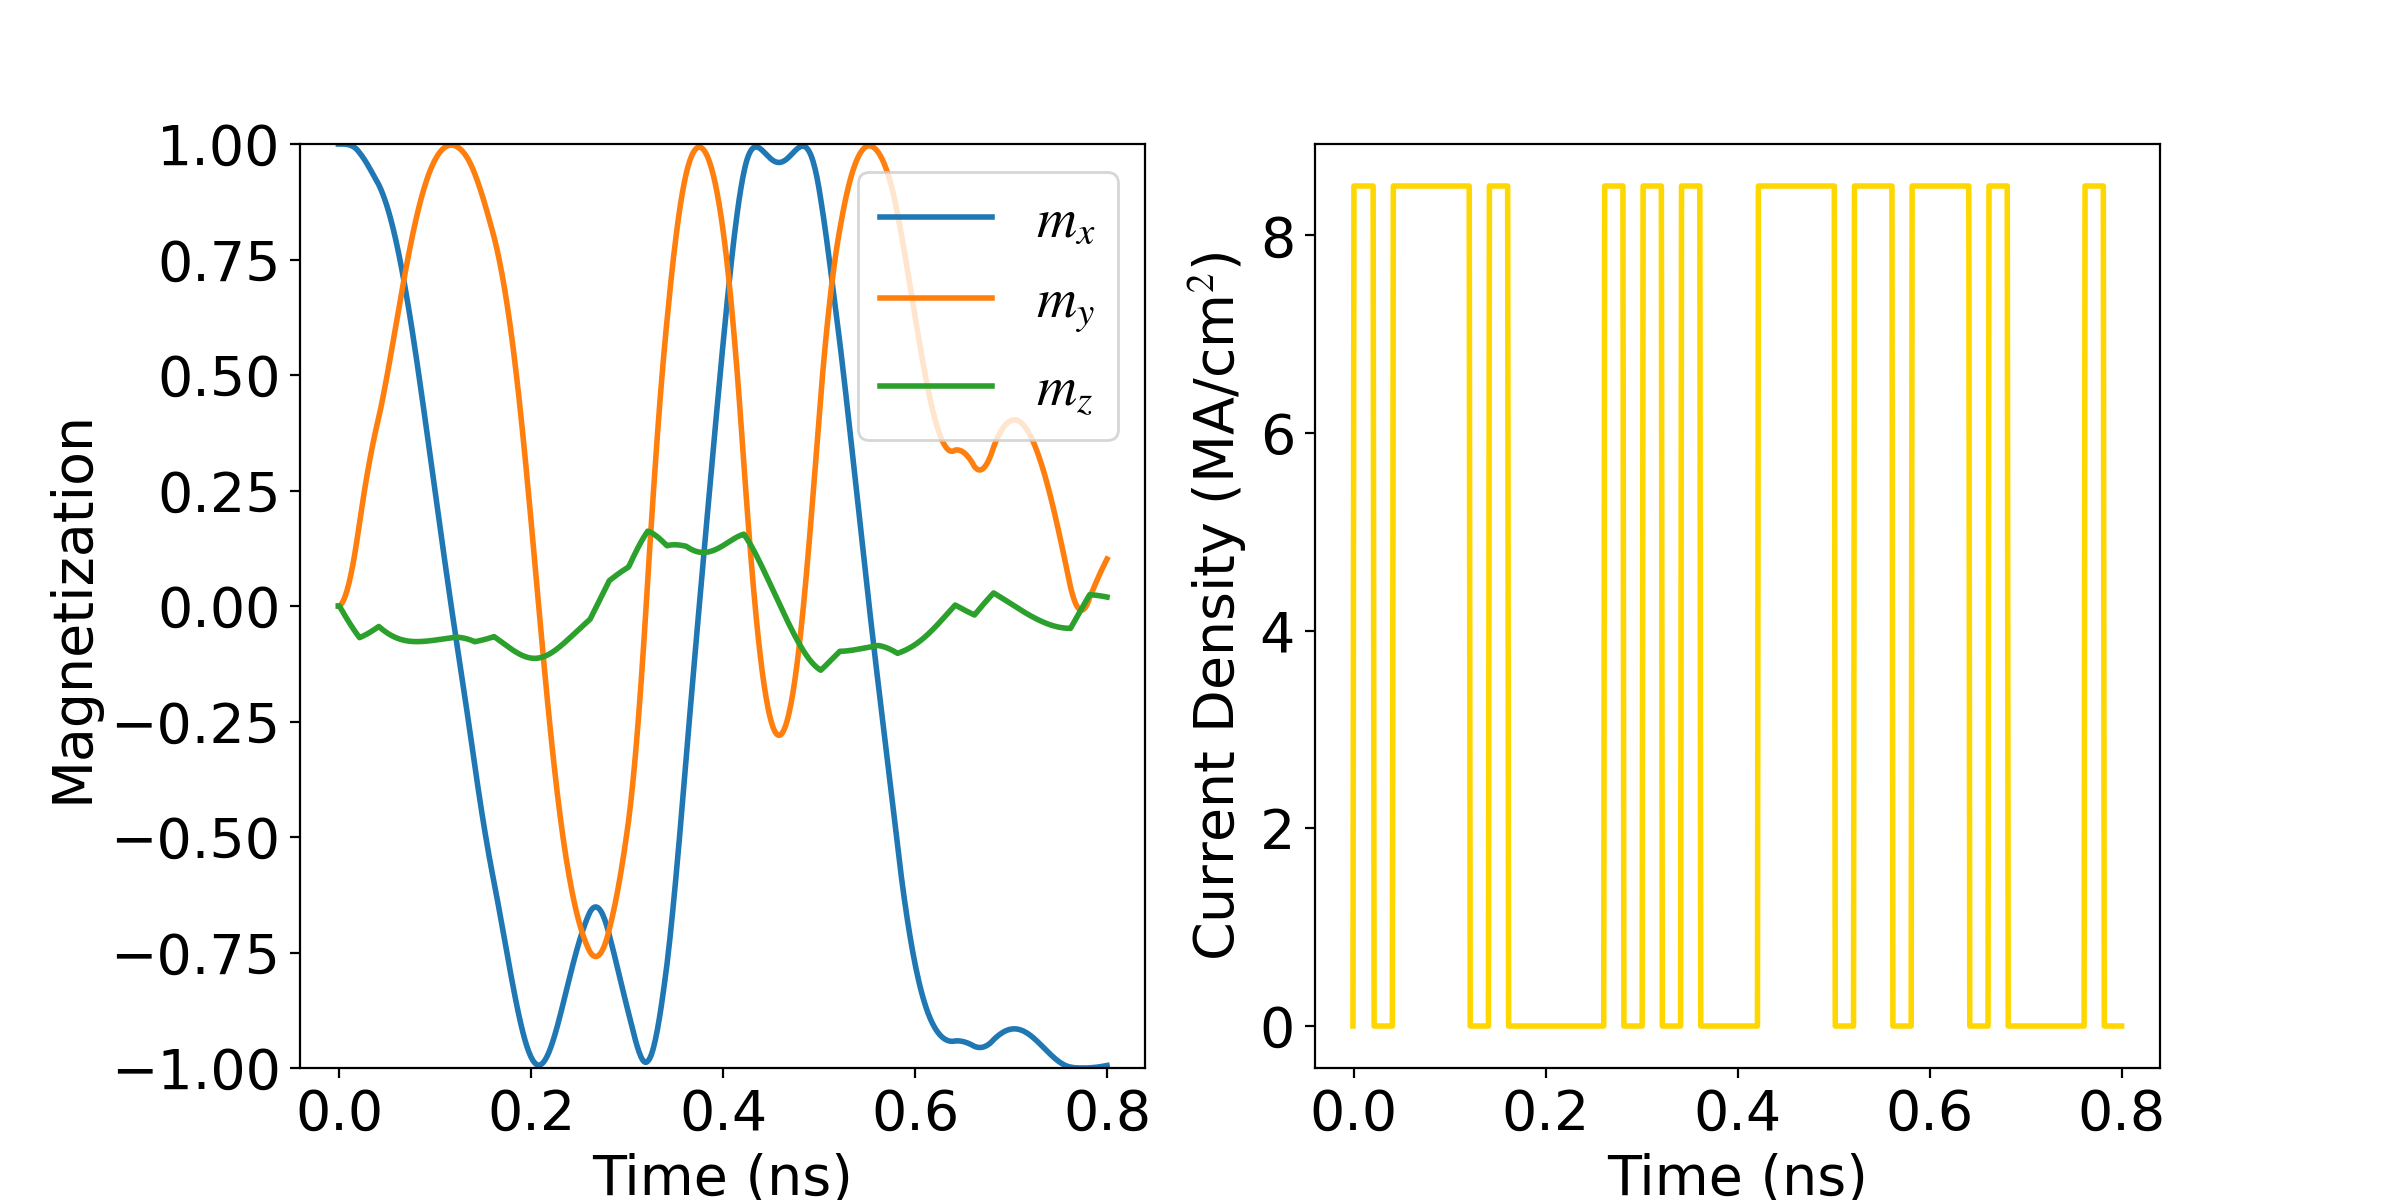 Magnetization
1.00
0.75
0.50
0.25
0.00
−0.25
−0.50
−0.75
−1.00
0.0 0.2 0.4 0.6 0.8
Time (ns)
mₓ
m_y
m_z
Current Density (MA/cm²)
8
6
4
2
0
0.0 0.2 0.4 0.6 0.8
Time (ns)